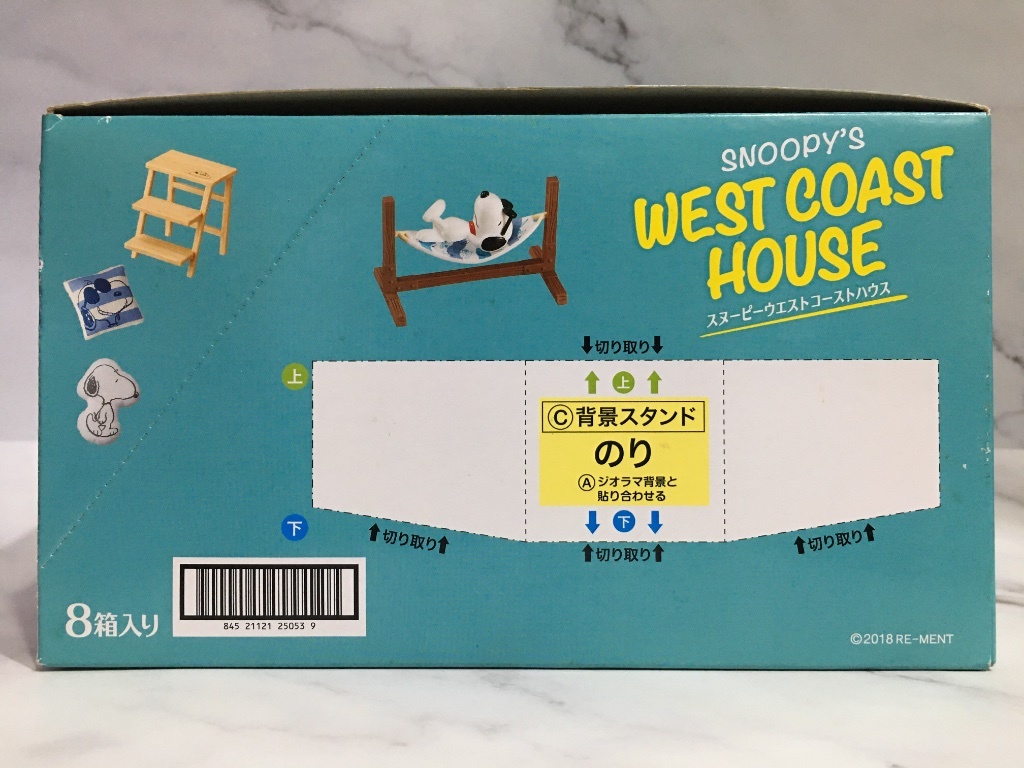 SNOOPY'S
WEST COAST
HOUSE
スヌーピーウエストコーストハウス
↓切り取り↓
上
↑上↑
Ⓒ背景スタンド
のり
Ⓐジオラマ背景と
貼り合わせる
↓下↓
下
↑切り取り↑
↑切り取り↑
↑切り取り↑
8箱入り
845 21121 25053 9
©2018 RE-MENT